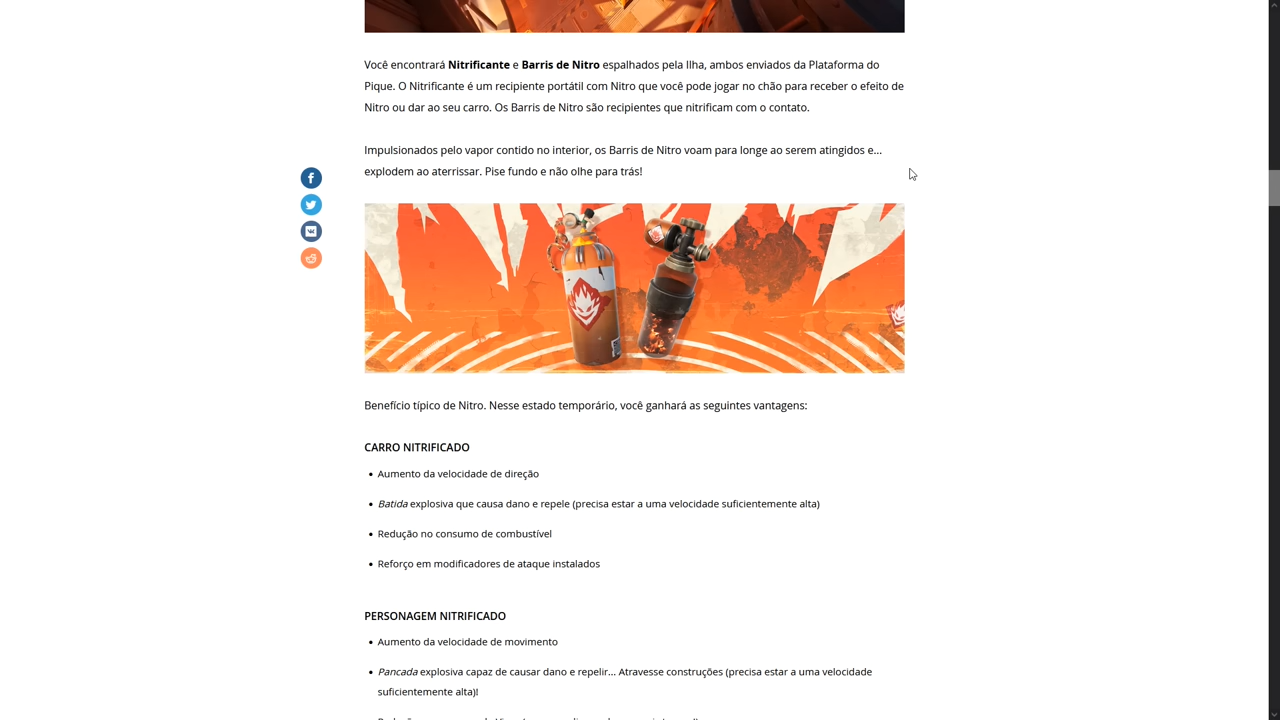 Você encontrará Nitrificante e Barris de Nitro espalhados pela Ilha, ambos enviados da Plataforma do
Pique. O Nitrificante é um recipiente portátil com Nitro que você pode jogar no chão para receber o efeito de
Nitro ou dar ao seu carro. Os Barris de Nitro são recipientes que nitrificam com o contato.
Impulsionados pelo vapor contido no interior, os Barris de Nitro voam para longe ao serem atingidos e...
explodem ao aterrissar. Pise fundo e não olhe para trás!
Benefício típico de Nitro. Nesse estado temporário, você ganhará as seguintes vantagens:
CARRO NITRIFICADO
• Aumento da velocidade de direção
• Batida explosiva que causa dano e repele (precisa estar a uma velocidade suficientemente alta)
• Redução no consumo de combustível
• Reforço em modificadores de ataque instalados
PERSONAGEM NITRIFICADO
• Aumento da velocidade de movimento
• Pancada explosiva capaz de causar dano e repelir... Atravesse construções (precisa estar a uma velocidade
suficientemente alta)!